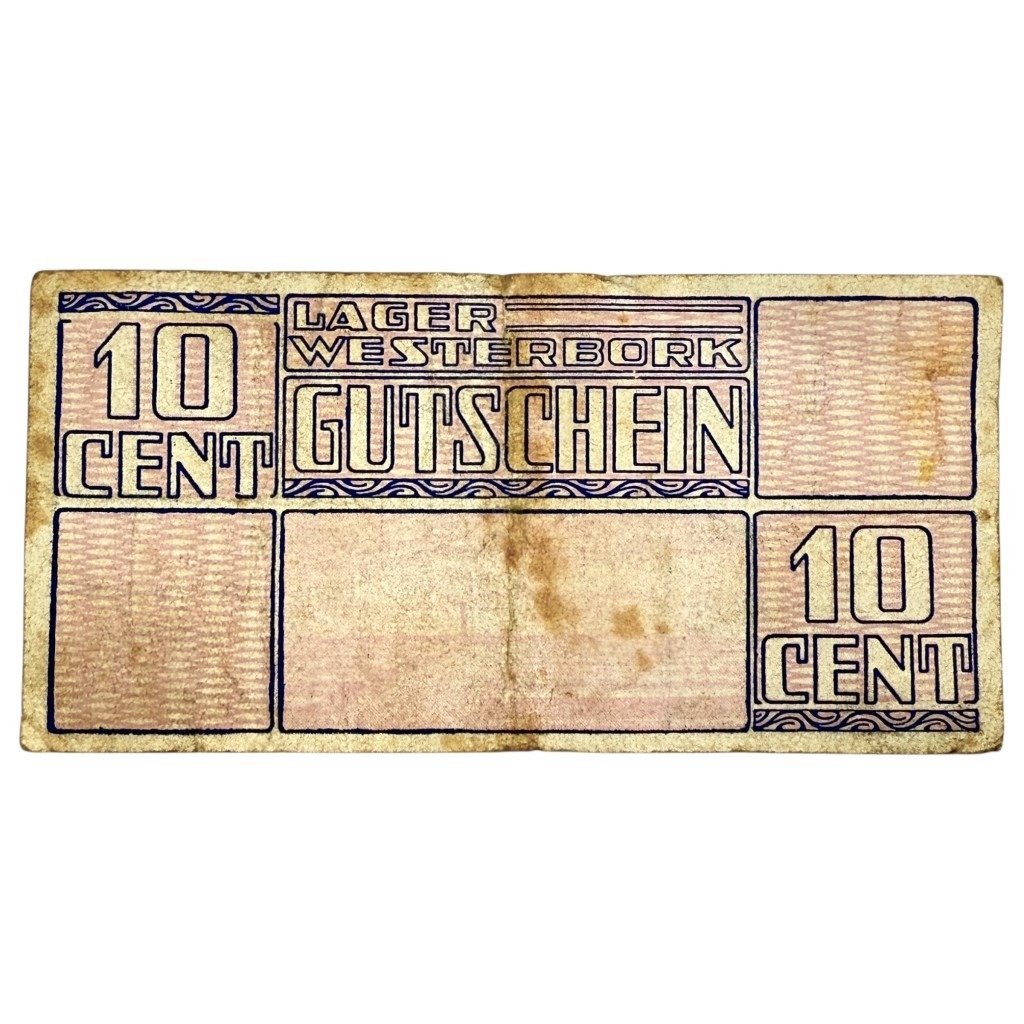 10
CENT
LAGER
WESTERBORK
GUTSCHEIN
10
CENT